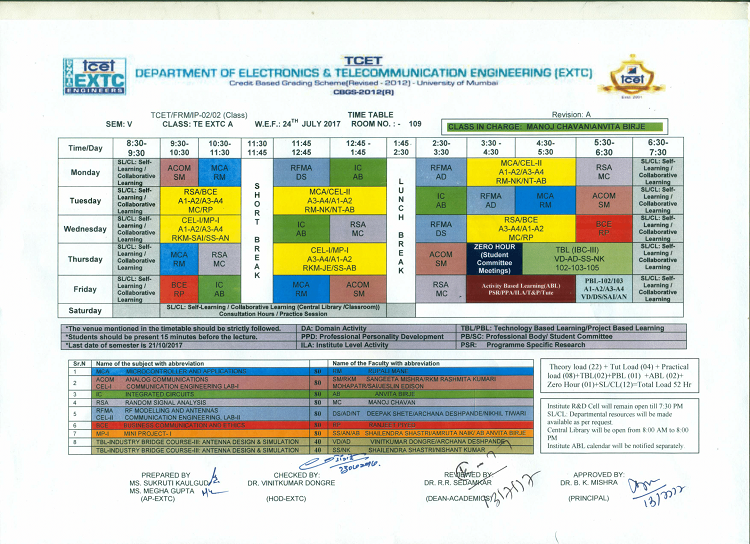 TCET
DEPARTMENT OF ELECTRONICS & TELECOMMUNICATION ENGINEERING (EXTC)
Credit Based Grading Scheme[Revised - 2012] - University of Mumbai
CBGS-2012(R)
tcet
EXTC
ENGINEERS
tcet
Estd. 2001
TCET/FRM/IP-02/02 (Class) TIME TABLE Revision: A
SEM: V CLASS: TE EXTC A W.E.F.: 24TH JULY 2017 ROOM NO. : - 109 CLASS IN CHARGE: MANOJ CHAVAN/ANVITA BIRJE
Time/Day 8:30-9:30 9:30-10:30 10:30-11:30 11:30 11:45 11:45 12:45 12:45 - 1:45 1:45 2:30 2:30-3:30 3:30-4:30 4:30-5:30 5:30-6:30 6:30-7:30
Monday SL/CL: Self-Learning / Collaborative Learning ACOM SM MCA RM SHORT BREAK RFMA DS IC AB LUNCH BREAK RFMA AD MCA/CEL-II A1-A2/A3-A4 RM-NK/NT-AB RSA MC SL/CL: Self-Learning / Collaborative Learning
Tuesday SL/CL: Self-Learning / Collaborative Learning RSA/BCE A1-A2/A3-A4 MC/RP MCA/CEL-II A3-A4/A1-A2 RM-NK/NT-AB IC AB RFMA AD MCA RM ACOM SM SL/CL: Self-Learning / Collaborative Learning
Wednesday SL/CL: Self-Learning / Collaborative Learning CEL-I/MP-I A1-A2/A3-A4 RKM-SAI/SS-AN IC AB RSA MC RFMA DS RSA/BCE A3-A4/A1-A2 MC/RP BCE RP SL/CL: Self-Learning / Collaborative Learning
Thursday SL/CL: Self-Learning / Collaborative Learning MCA RM RSA MC CEL-I/MP-I A3-A4/A1-A2 RKM-JE/SS-AB ACOM SM ZERO HOUR (Student Committee Meetings) TBL (IBC-III) VD-AD-SS-NK 102-103-105 SL/CL: Self-Learning / Collaborative Learning
Friday SL/CL: Self-Learning / Collaborative Learning BCE RP IC AB MCA RM ACOM SM RSA MC Activity Based Learning(ABL) PSR/PPA/ILA/T&P/Tute PBL-102/103 A1-A2/A3-A4 VD/DS/SAI/AN SL/CL: Self-Learning / Collaborative Learning
Saturday SL/CL: Self-Learning / Collaborative Learning (Central Library /Classroom)) Consultation Hours / Practice Session
*The venue mentioned in the timetable should be strictly followed. DA: Domain Activity TBL/PBL: Technology Based Learning/Project Based Learning
*Students should be present 15 minutes before the lecture. PPD: Professional Personality Development PB/SC: Professional Body/ Student Committee
*Last date of semester is 21/10/2017 ILA: Institute Level Activity PSR: Programme Specific Research
Sr.No Name of the subject with abbreviation Name of the Faculty with abbreviation
1 MCA MICROCONTROLLER AND APPLICATIONS 80 RM
2 ACOM ANALOG COMMUNICATIONS CEL-I COMMUNICATION ENGINEERING LAB-I 80 SM/RKM SANGEETA MISHRA/RKM RASHMITA KUMARI MOHAPATR/SAI/JESLIN EDISON
3 IC INTEGRATED CIRCUITS 80 AB ANVITA BIRJE
4 RSA RANDOM SIGNAL ANALYSIS 80 MC MANOJ CHAVAN
5 RFMA RF MODELLING AND ANTENNAS CEL-II COMMUNICATION ENGINEERING LAB-II 80 DS/AD/NT DEEPAK SHETE/ARCHANA DESHPANDE/NIKHIL TIWARI
6 BCE BUSINESS COMMUNICATION AND ETHICS 80
7 MP-I MINI PROJECT- I 80 SS/AN/AB SHAILENDRA SHASTRI/AMRUTA NAIK/ AB ANVITA BIRJE
8 TBL-INDUSTRY BRIDGE COURSE-III: ANTENNA DESIGN & SIMULATION 40 VD/AD VINITKUMAR DONGRE/ARCHANA DESHPANDE
TBL-INDUSTRY BRIDGE COURSE-III: ANTENNA DESIGN & SIMULATION 40 SS/NK SHAILENDRA SHASTRI/NISHANT KUMAR
Theory load (22) + Tut Load (04) + Practical
load (08)+TBL(02)+PBL (01) +ABL (02)+
Zero Hour (01)+SL/CL(12)=Total Load 52 Hr
Institute R&D Cell will remain open till 7:30 PM
SL/CL: Departmental resources will be made
available as per request.
Central Library will be open from 8:00 AM to 8:00
PM
Institute ABL calendar will be notified separately.
PREPARED BY CHECKED BY: REVIEWED BY: APPROVED BY:
MS. SUKRUTI KAULGUD DR. VINITKUMAR DONGRE DR. R.R. SEDAMKAR DR. B. K. MISHRA
MS. MEGHA GUPTA
(AP-EXTC) (HOD-EXTC) (DEAN-ACADEMICS) (PRINCIPAL)